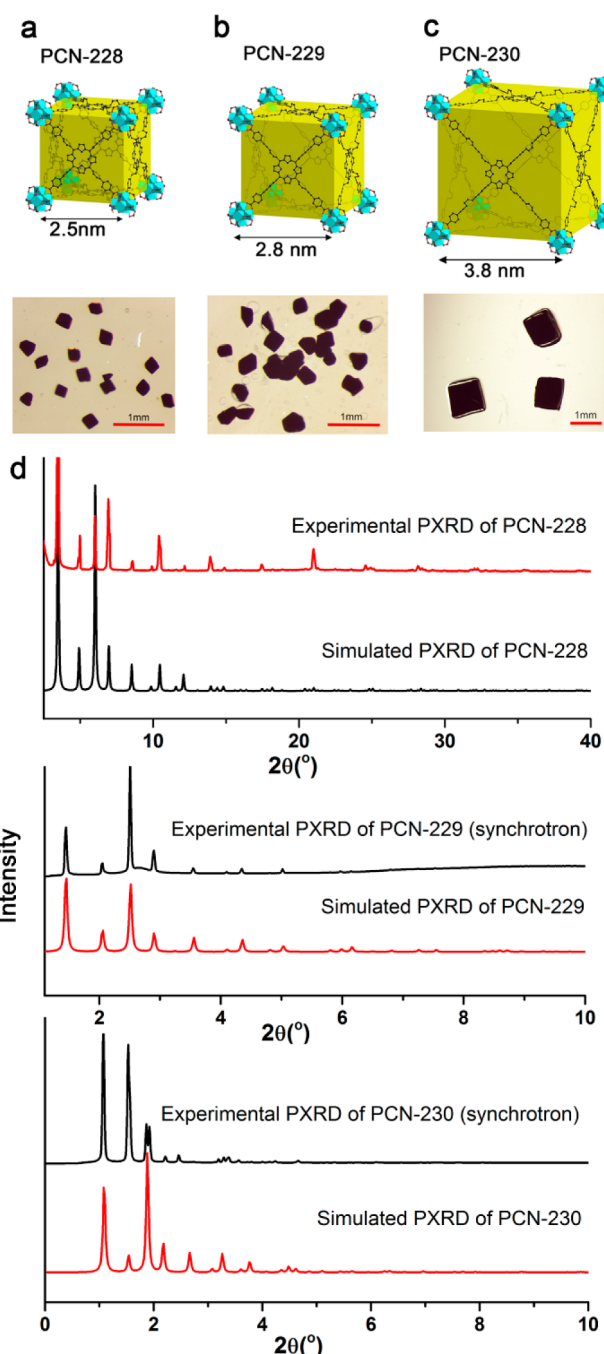 a
b
c
PCN-228
PCN-229
PCN-230
2.5nm
2.8 nm
3.8 nm
1mm
1mm
1mm
d
Experimental PXRD of PCN-228
Simulated PXRD of PCN-228
10 20 30 40
2θ(°)
Intensity
Experimental PXRD of PCN-229 (synchrotron)
Simulated PXRD of PCN-229
2 4 6 8 10
2θ(°)
Experimental PXRD of PCN-230 (synchrotron)
Simulated PXRD of PCN-230
0 2 4 6 8 10
2θ(°)